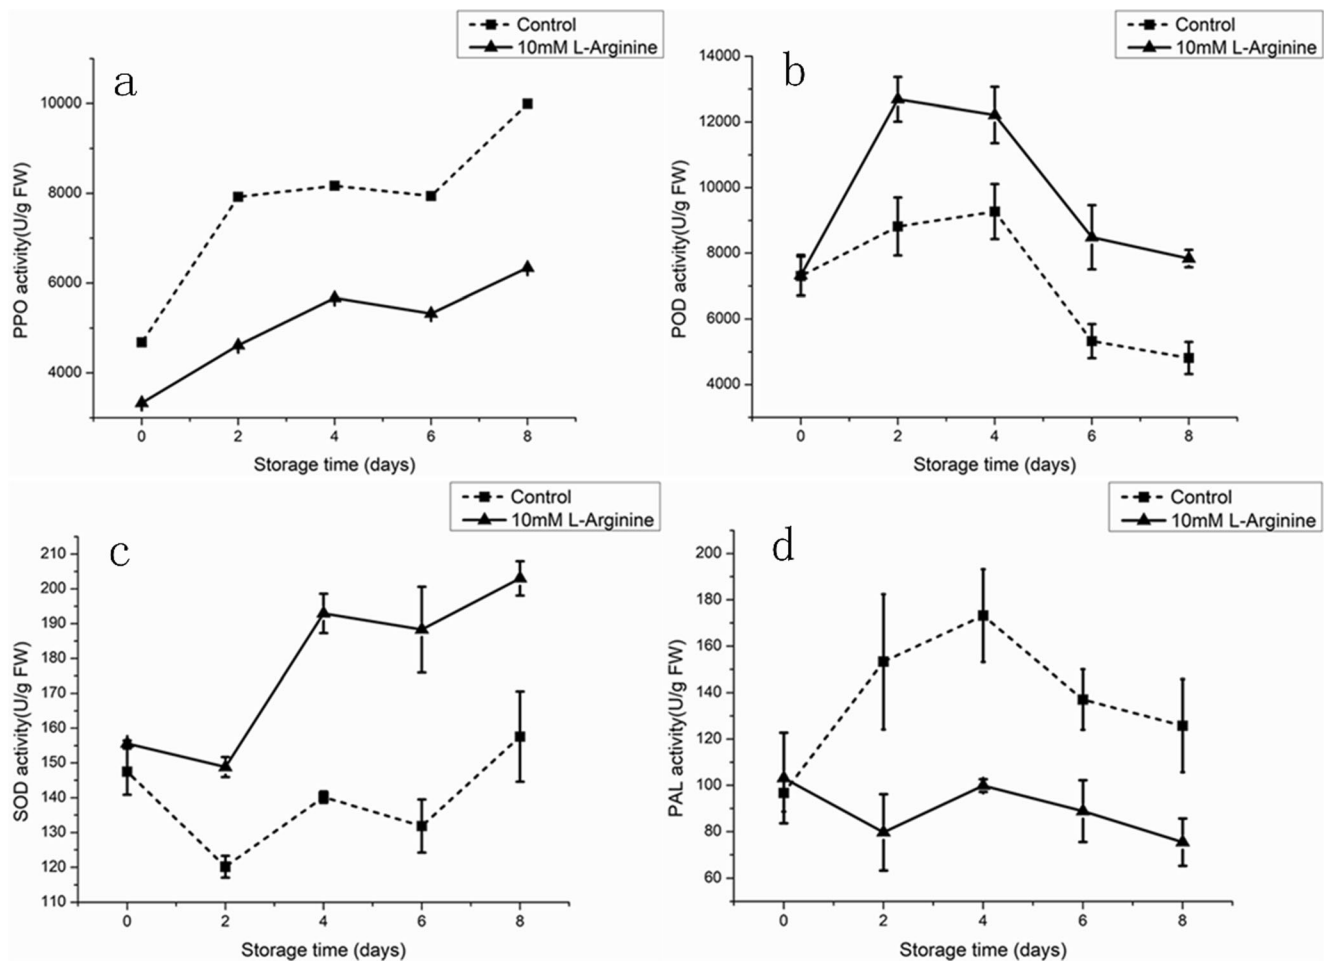 Control
10mM L-Arginine
a
PPO activity(U/g FW)
10000
8000
6000
4000
0 2 4 6 8
Storage time (days)
Control
10mM L-Arginine
b
POD activity(U/g FW)
14000
12000
10000
8000
6000
4000
0 2 4 6 8
Storage time (days)
Control
10mM L-Arginine
c
SOD activity(U/g FW)
210
200
190
180
170
160
150
140
130
120
110
0 2 4 6 8
Storage time (days)
Control
10mM L-Arginine
d
PAL activity(U/g FW)
200
180
160
140
120
100
80
60
0 2 4 6 8
Storage time (days)